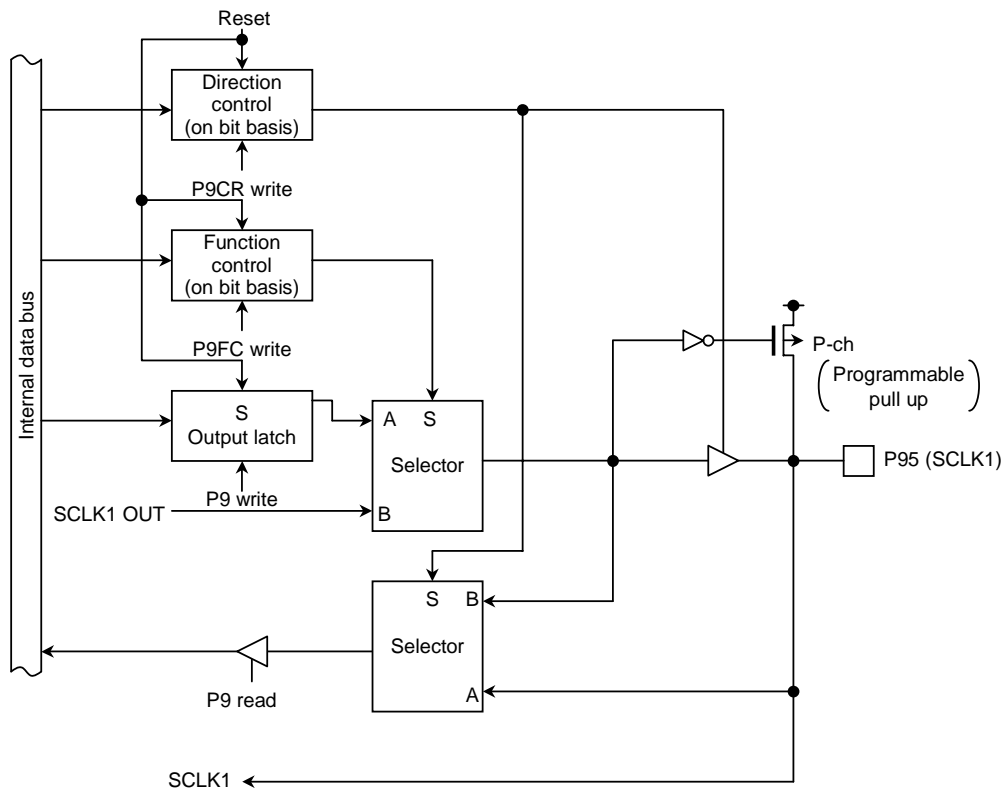 Reset
Direction
control
(on bit basis)
P9CR write
Function
control
(on bit basis)
P9FC write
Internal data bus
S
Output latch
P9 write
SCLK1 OUT
A
S
Selector
B
P-ch
Programmable
pull up
P95 (SCLK1)
S
B
Selector
A
P9 read
SCLK1